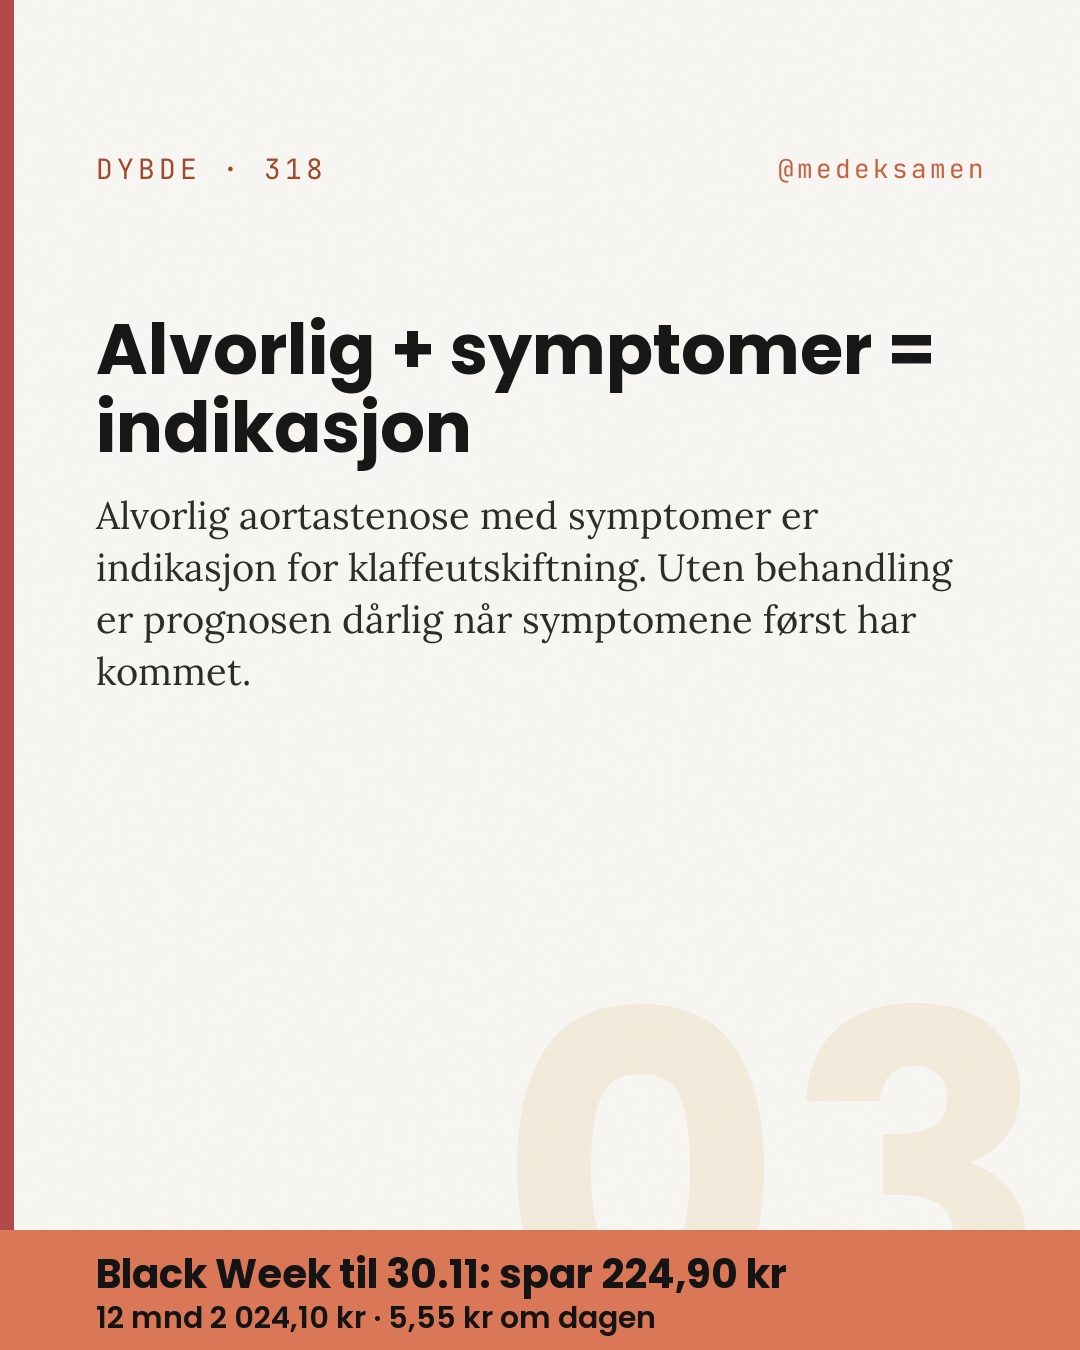 DYBDE · 318
@medeksamen
Alvorlig + symptomer =
indikasjon
Alvorlig aortastenose med symptomer er
indikasjon for klaffeutskiftning. Uten behandling
er prognosen dårlig når symptomene først har
kommet.
03
Black Week til 30.11: spar 224,90 kr
12 mnd 2 024,10 kr · 5,55 kr om dagen